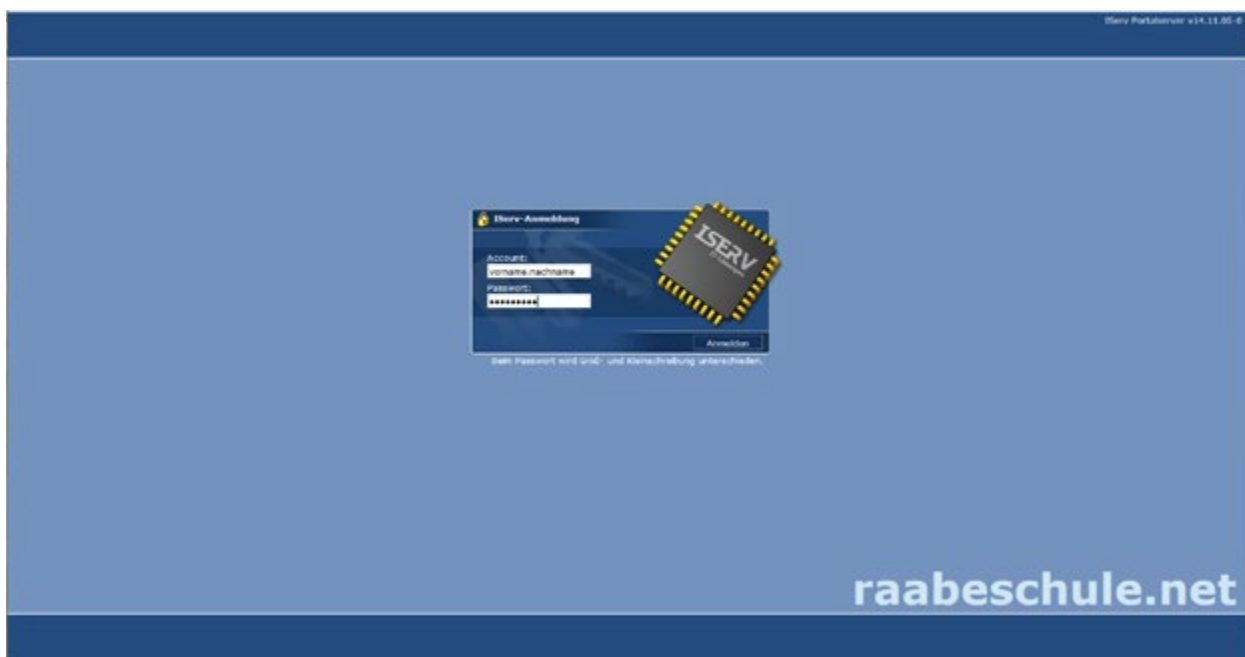 IServ Portalserver v14.11.05-0
IServ-Anmeldung
ISERV
Account:
vorname.nachname
Passwort:
•••••••••
Anmelden
Beim Passwort wird Groß- und Kleinschreibung unterschieden.
raabeschule.net